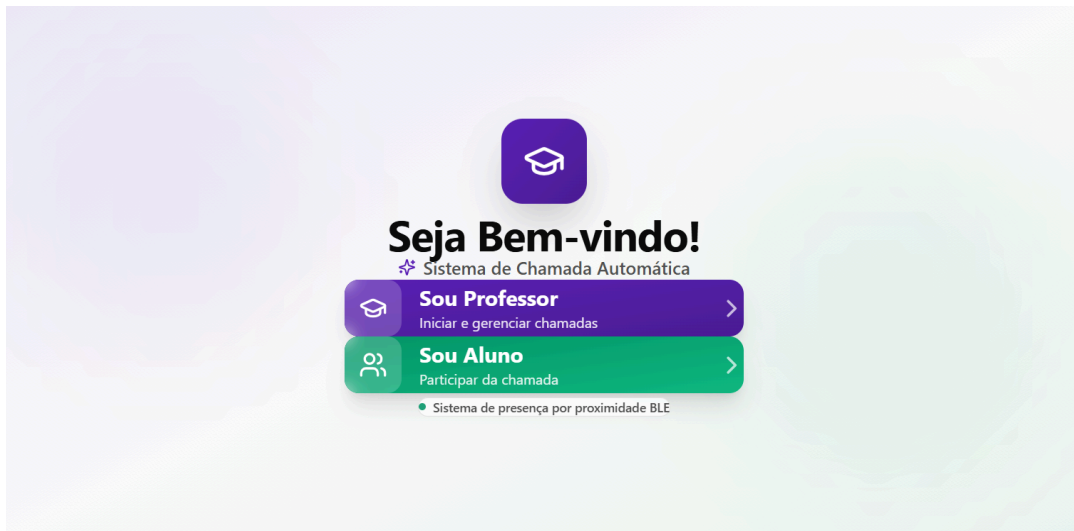 Seja Bem-vindo!
Sistema de Chamada Automática
Sou Professor
Iniciar e gerenciar chamadas
Sou Aluno
Participar da chamada
Sistema de presença por proximidade BLE